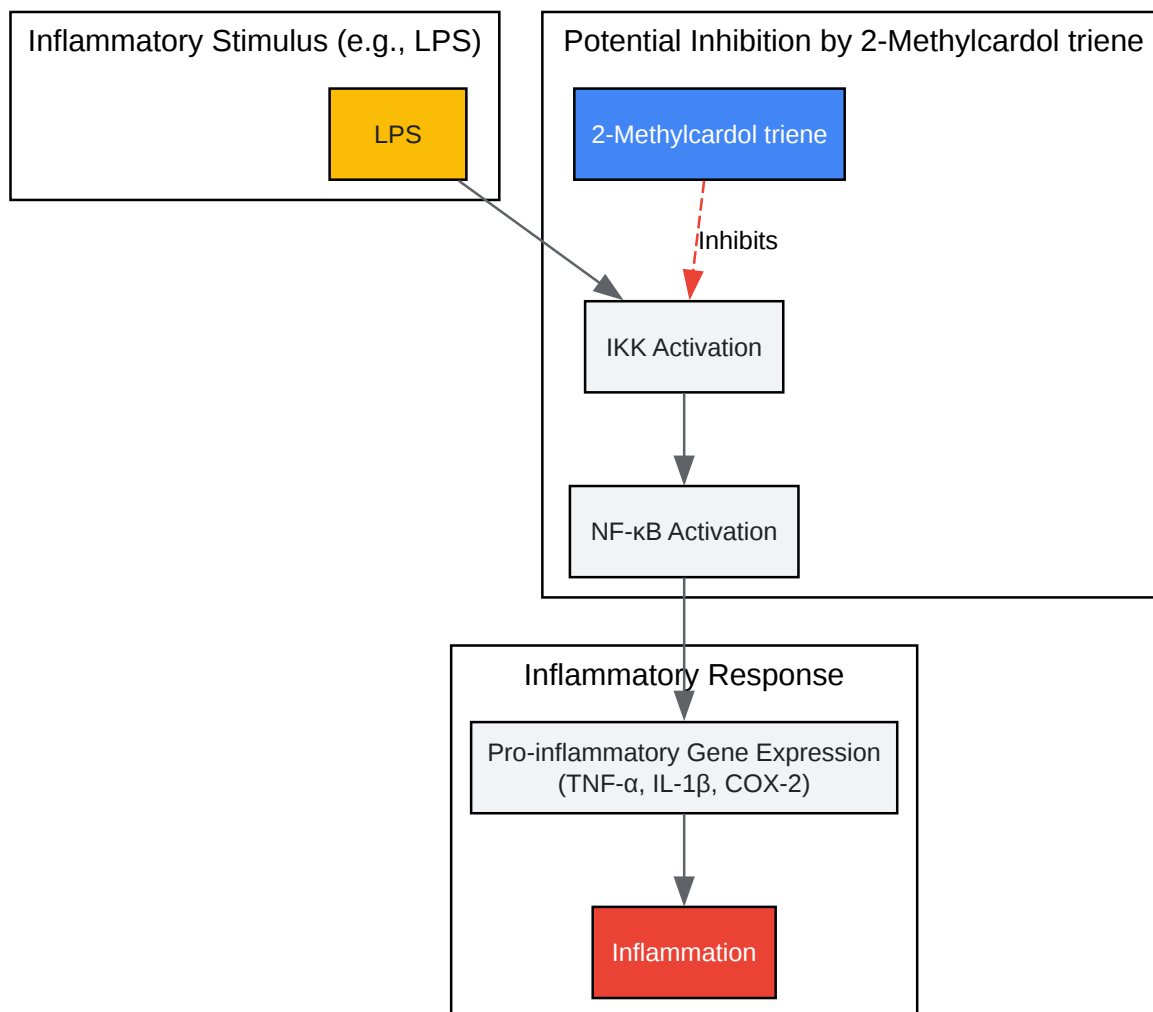 Inflammatory Stimulus (e.g., LPS)
LPS
Potential Inhibition by 2-Methylcardol triene
2-Methylcardol triene
Inhibits
IKK Activation
NF-κB Activation
Inflammatory Response
Pro-inflammatory Gene Expression
(TNF-α, IL-1β, COX-2)
Inflammation